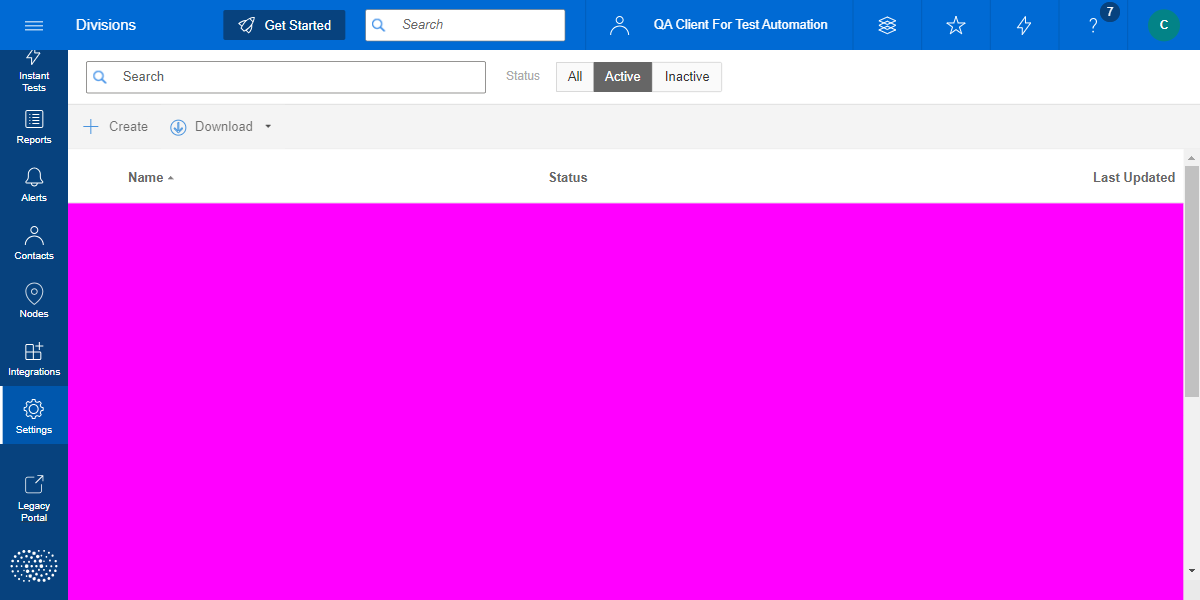 Divisions
Get Started
Search
QA Client For Test Automation
?
7
C
Instant
Tests
Reports
Alerts
Contacts
Nodes
Integrations
Settings
Legacy
Portal
Search
Status
All
Active
Inactive
Create
Download
Name
Status
Last Updated